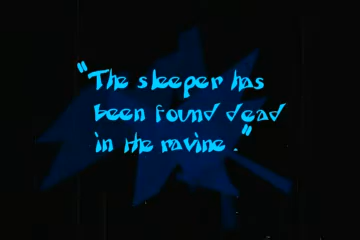 "The sleeper has
been found dead
in the ravine."